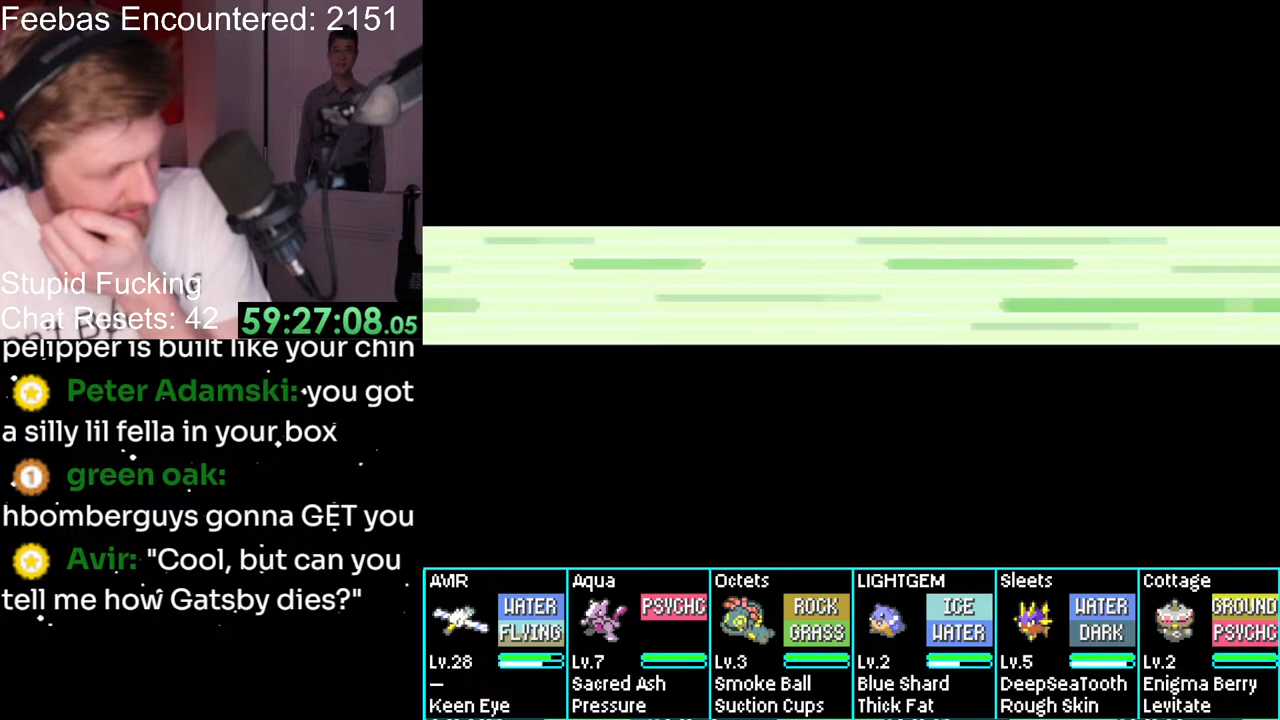 Feebas Encountered: 2151
Stupid Fucking
Chat Resets: 42
59:27:08.05
pelipper is built like your chin
Peter Adamski: you got
a silly lil fella in your box
green oak:
hbomberguys gonna GET you
Avir: "Cool, but can you
tell me how Gatsby dies?"
AVIR
WATER
FLYING
Lv.28
—
Keen Eye
Aqua
PSYCHC
Lv.7
Sacred Ash
Pressure
Octets
ROCK
GRASS
Lv.3
Smoke Ball
Suction Cups
LIGHTGEM
ICE
WATER
Lv.2
Blue Shard
Thick Fat
Sleets
WATER
DARK
Lv.5
DeepSeaTooth
Rough Skin
Cottage
GROUND
PSYCHC
Lv.2
Enigma Berry
Levitate